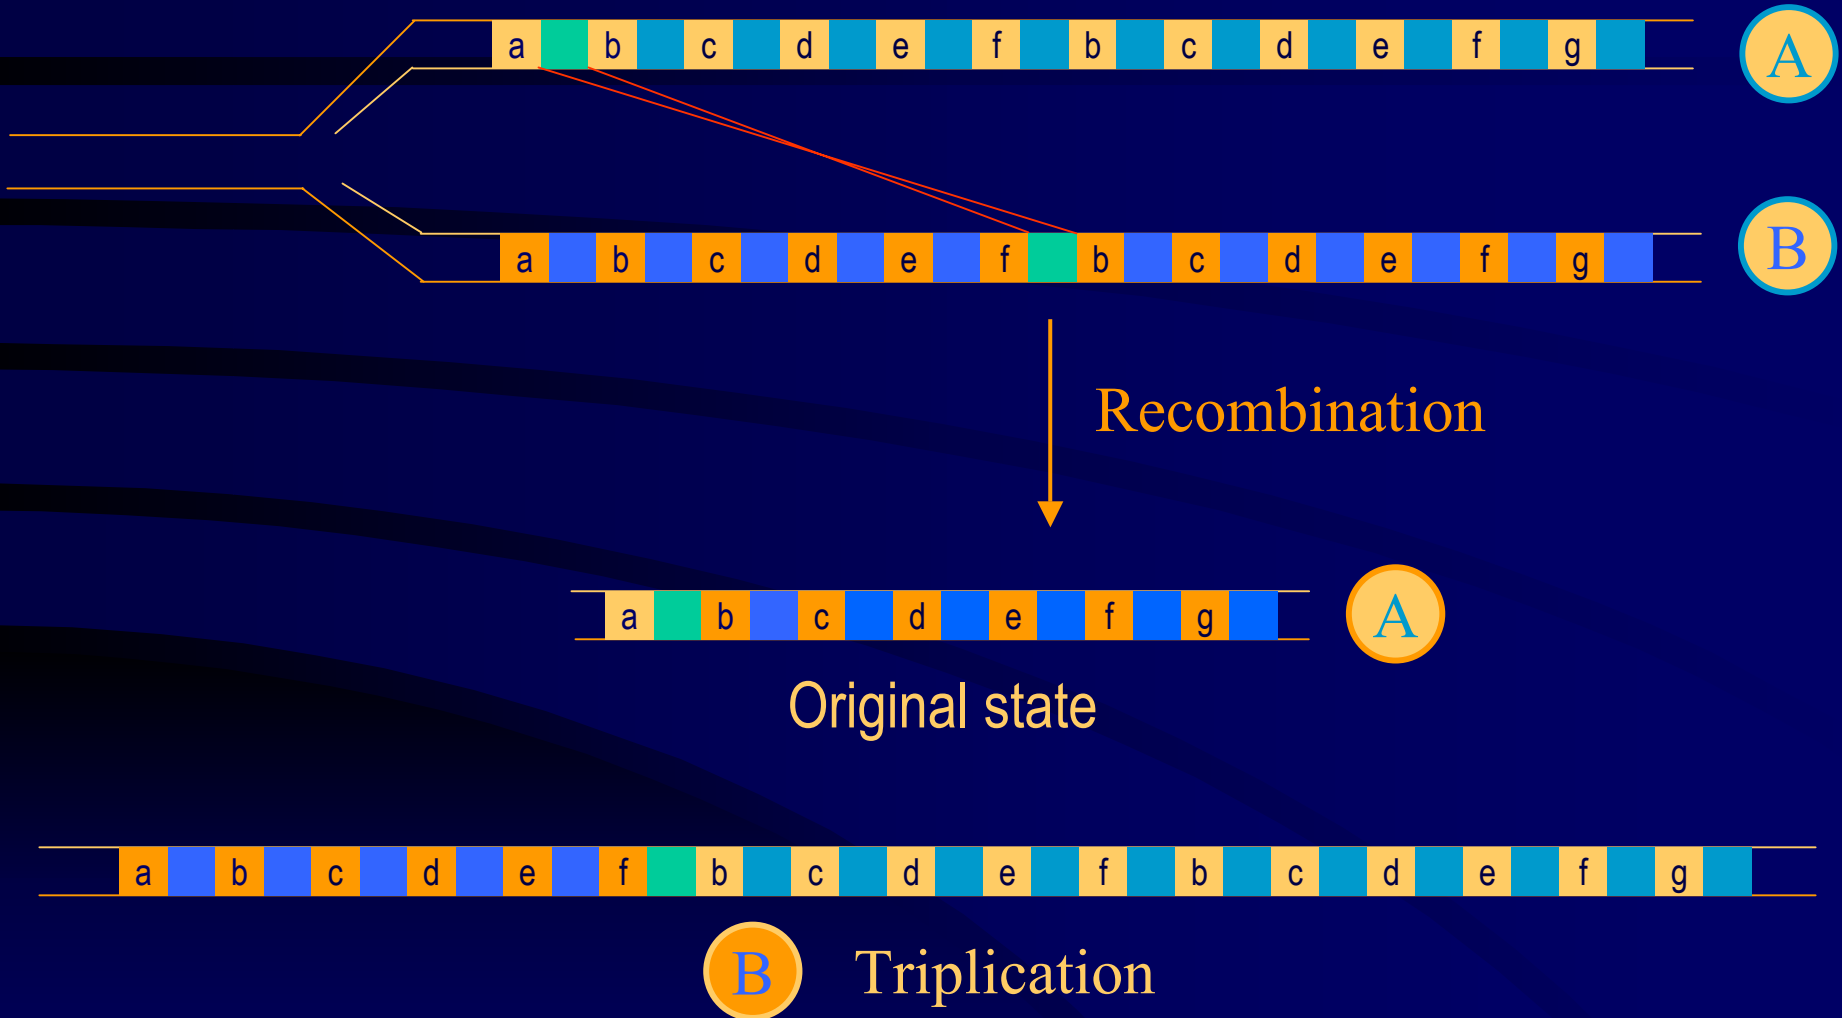 a b c d e f b c d e f g A
a b c d e f b c d e f g B
Recombination
a b c d e f g A
Original state
a b c d e f b c d e f b c d e f g
B Triplication